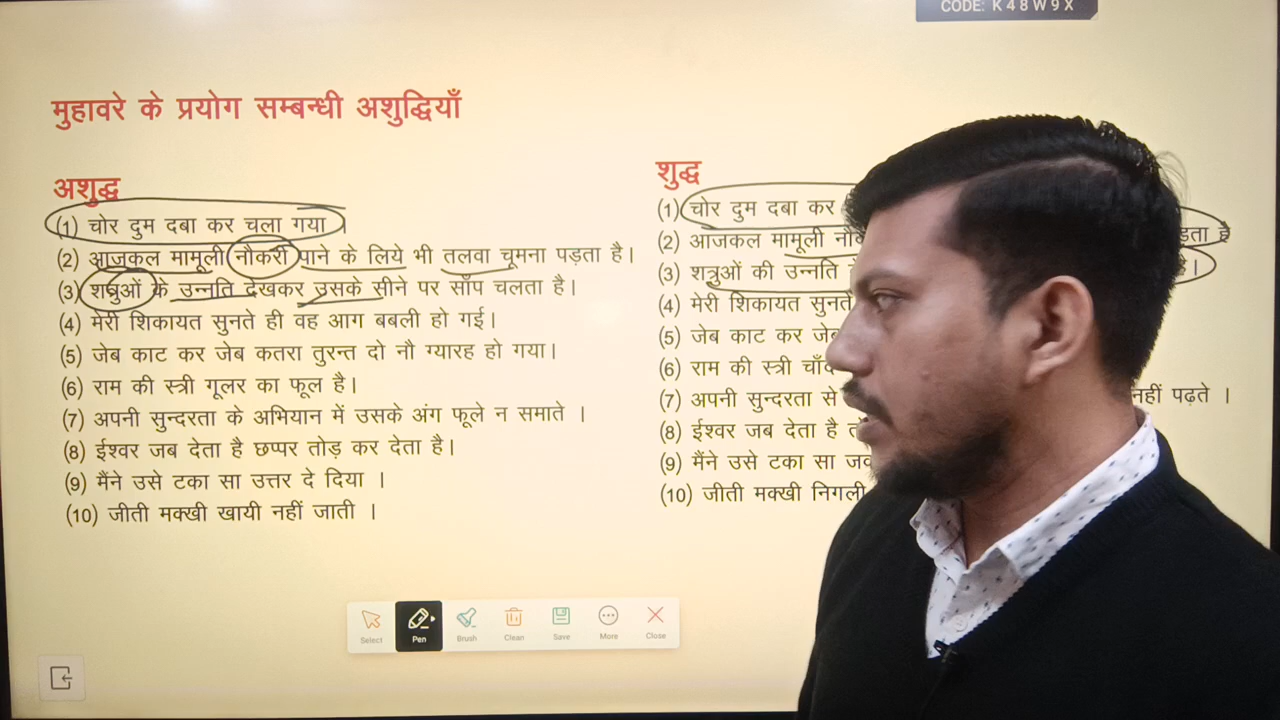 CODE: K48W9X
मुहावरे के प्रयोग सम्बन्धी अशुद्धियाँ
अशुद्ध
(1) चोर दुम दबा कर चला गया ।
(2) आजकल मामूली नौकरी पाने के लिये भी तलवा चूमना पड़ता है।
(3) शत्रुओं के उन्नति देखकर उसके सीने पर साँप चलता है।
(4) मेरी शिकायत सुनते ही वह आग बबली हो गई।
(5) जेब काट कर जेब कतरा तुरन्त दो नौ ग्यारह हो गया।
(6) राम की स्त्री गूलर का फूल है।
(7) अपनी सुन्दरता के अभियान में उसके अंग फूले न समाते ।
(8) ईश्वर जब देता है छप्पर तोड़ कर देता है।
(9) मैंने उसे टका सा उत्तर दे दिया ।
(10) जीती मक्खी खायी नहीं जाती ।
शुद्ध
(1) चोर दुम दबा कर
(2) आजकल मामूली है
(3) शत्रुओं की उन्नति है।
(4) मेरी शिकायत सुनते
(5) जेब काट कर
(6) राम की स्त्री
(7) अपनी सुन्दरता से नहीं पढ़ते ।
(8) ईश्वर जब देता है
(9) मैंने उसे टका सा
(10) जीती मक्खी निगली
Select Pen Brush Clean Save More Close